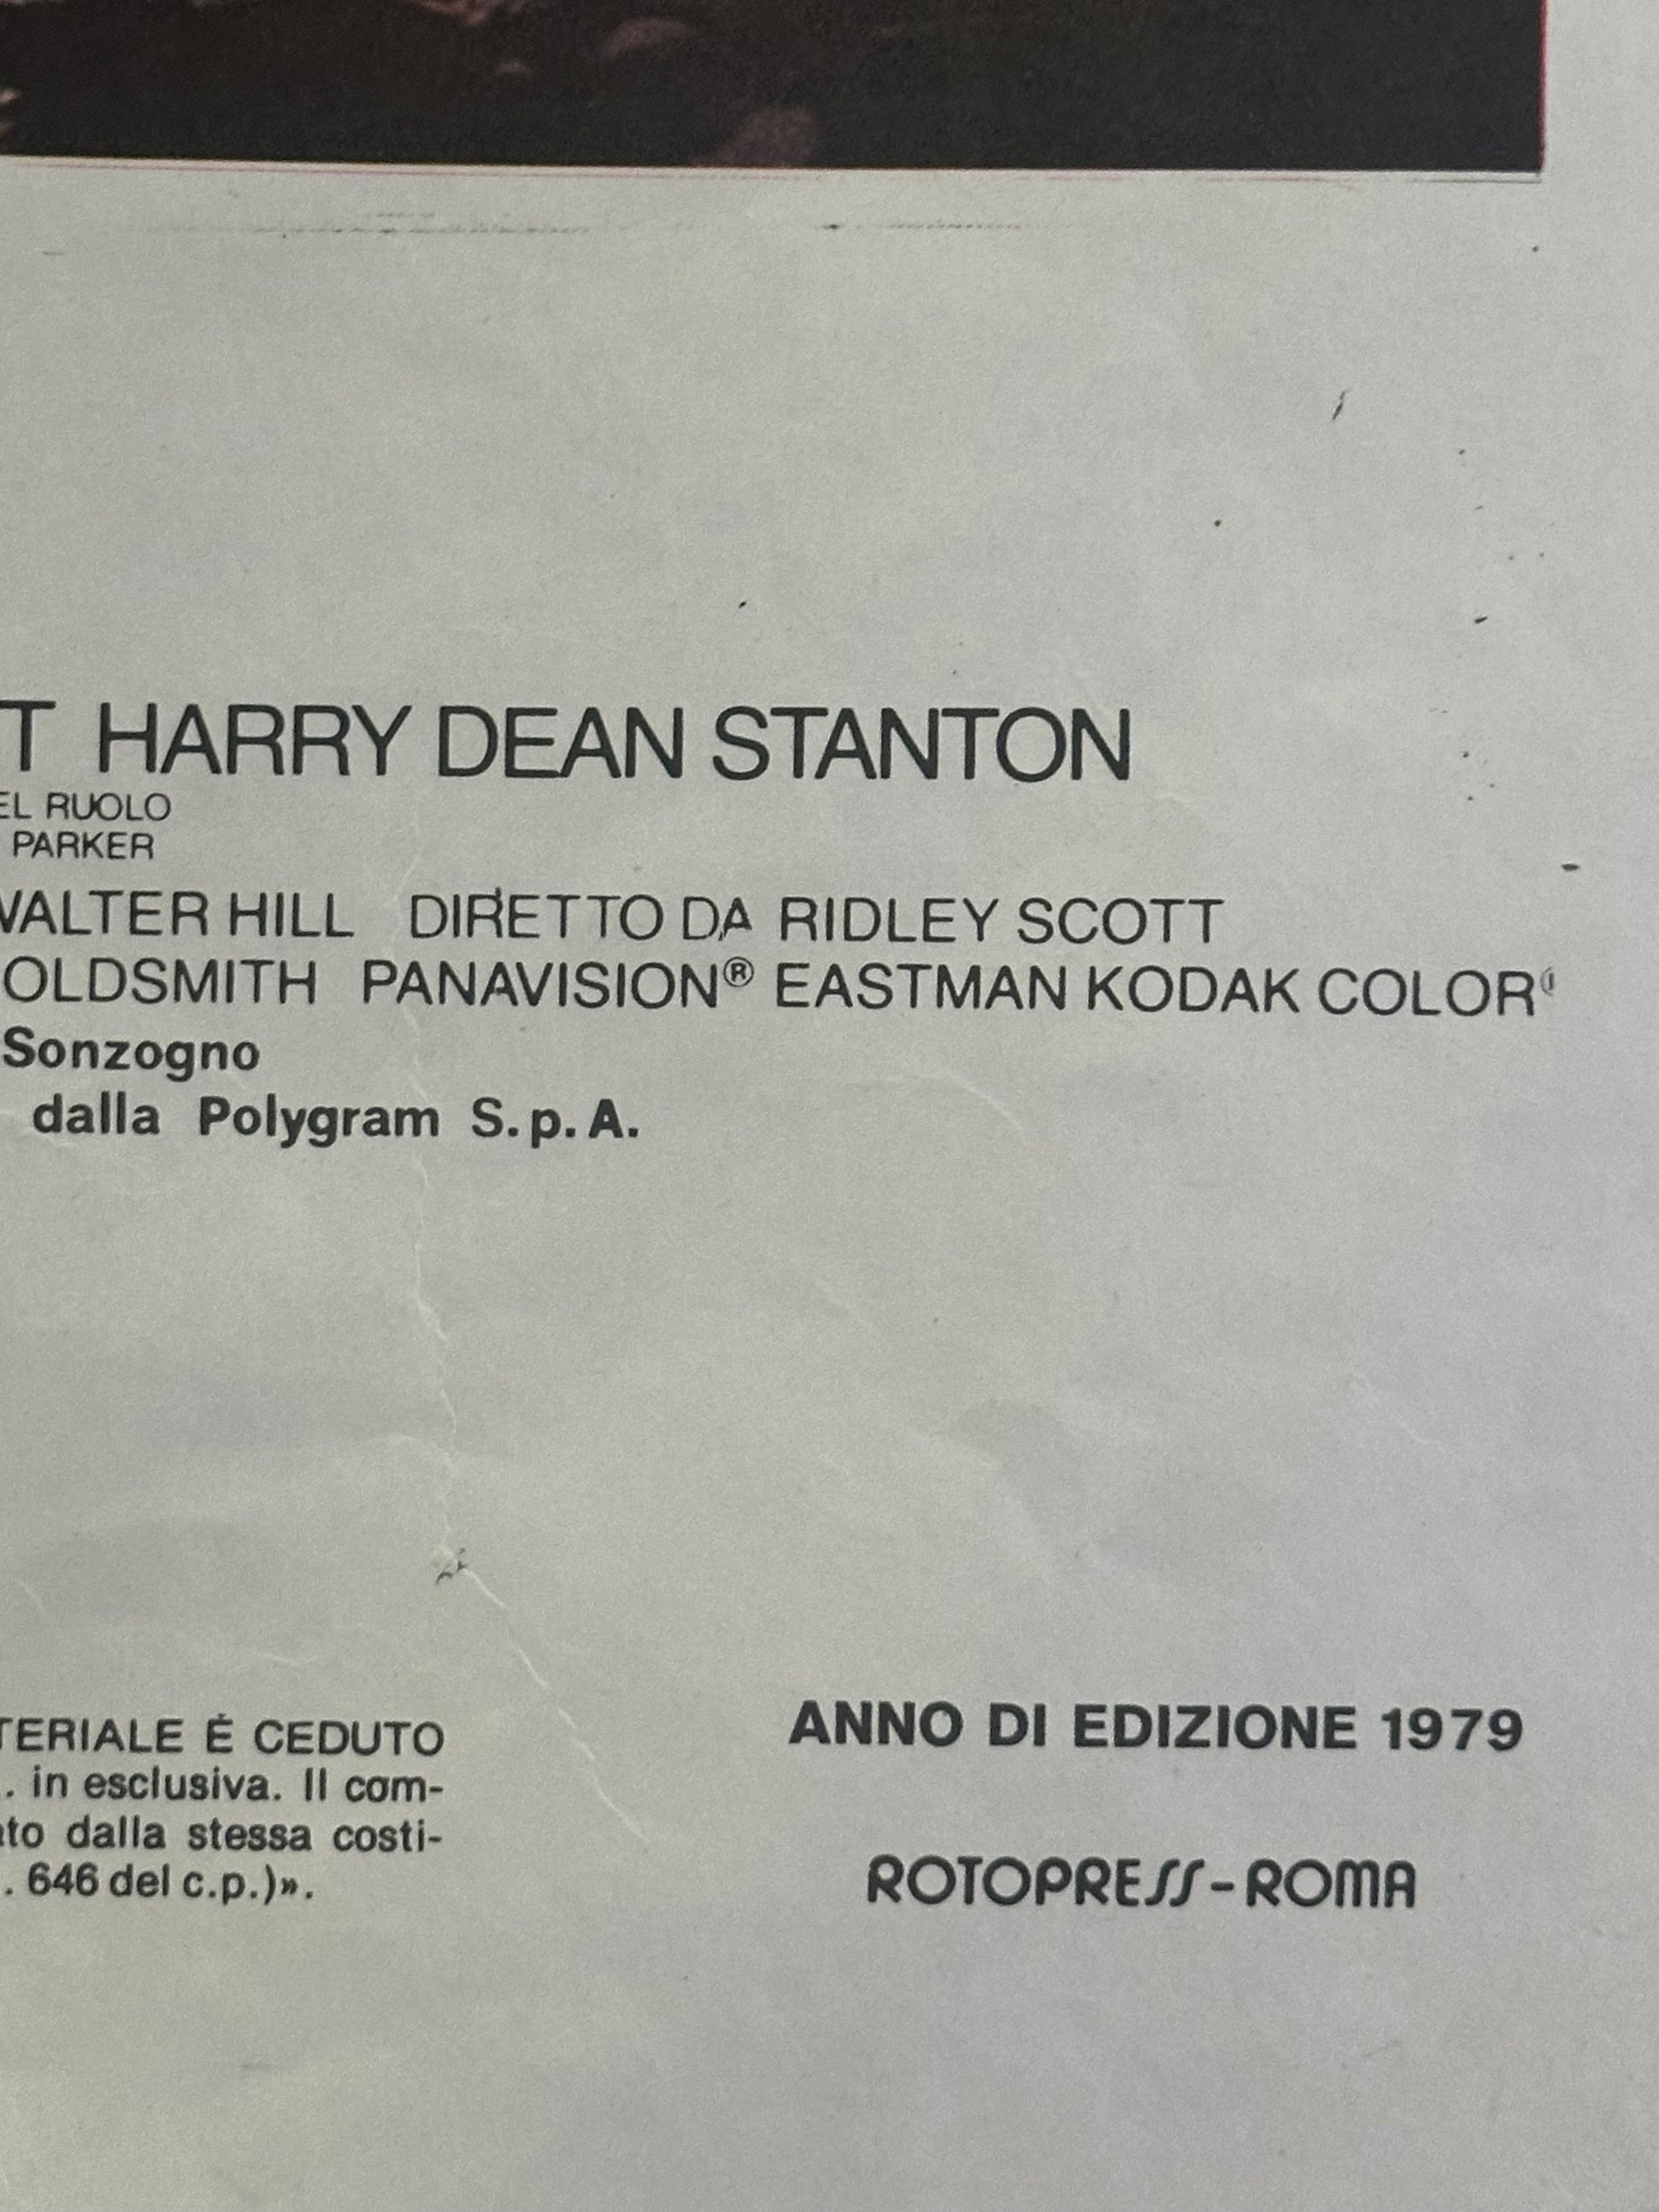 T HARRY DEAN STANTON
EL RUOLO
PARKER
WALTER HILL DIRETTO DA RIDLEY SCOTT
OLDSMITH PANAVISION® EASTMAN KODAK COLOR
Sonzogno
dalla Polygram S.p.A.
TERIALE É CEDUTO
. in esclusiva. Il com-
ato dalla stessa costi-
. 646 del c.p.)».
ANNO DI EDIZIONE 1979
ROTOPRESS-ROMA